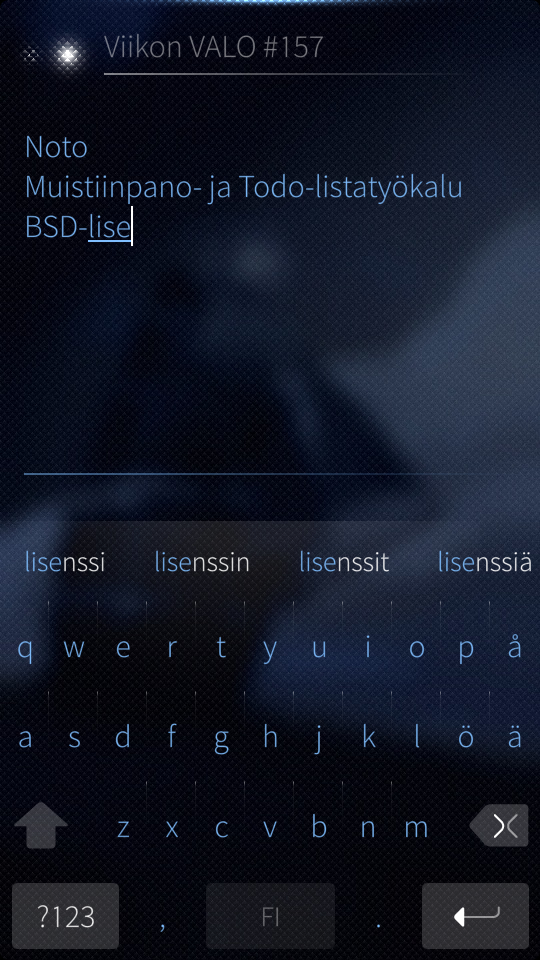 Viikon VALO #157
Noto
Muistiinpano- ja Todo-listatyökalu
BSD-lise
lisenssi lisenssin lisenssit lisenssiä
q w e r t y u i o p å
a s d f g h j k l ö ä
z x c v b n m
?123 , FI .